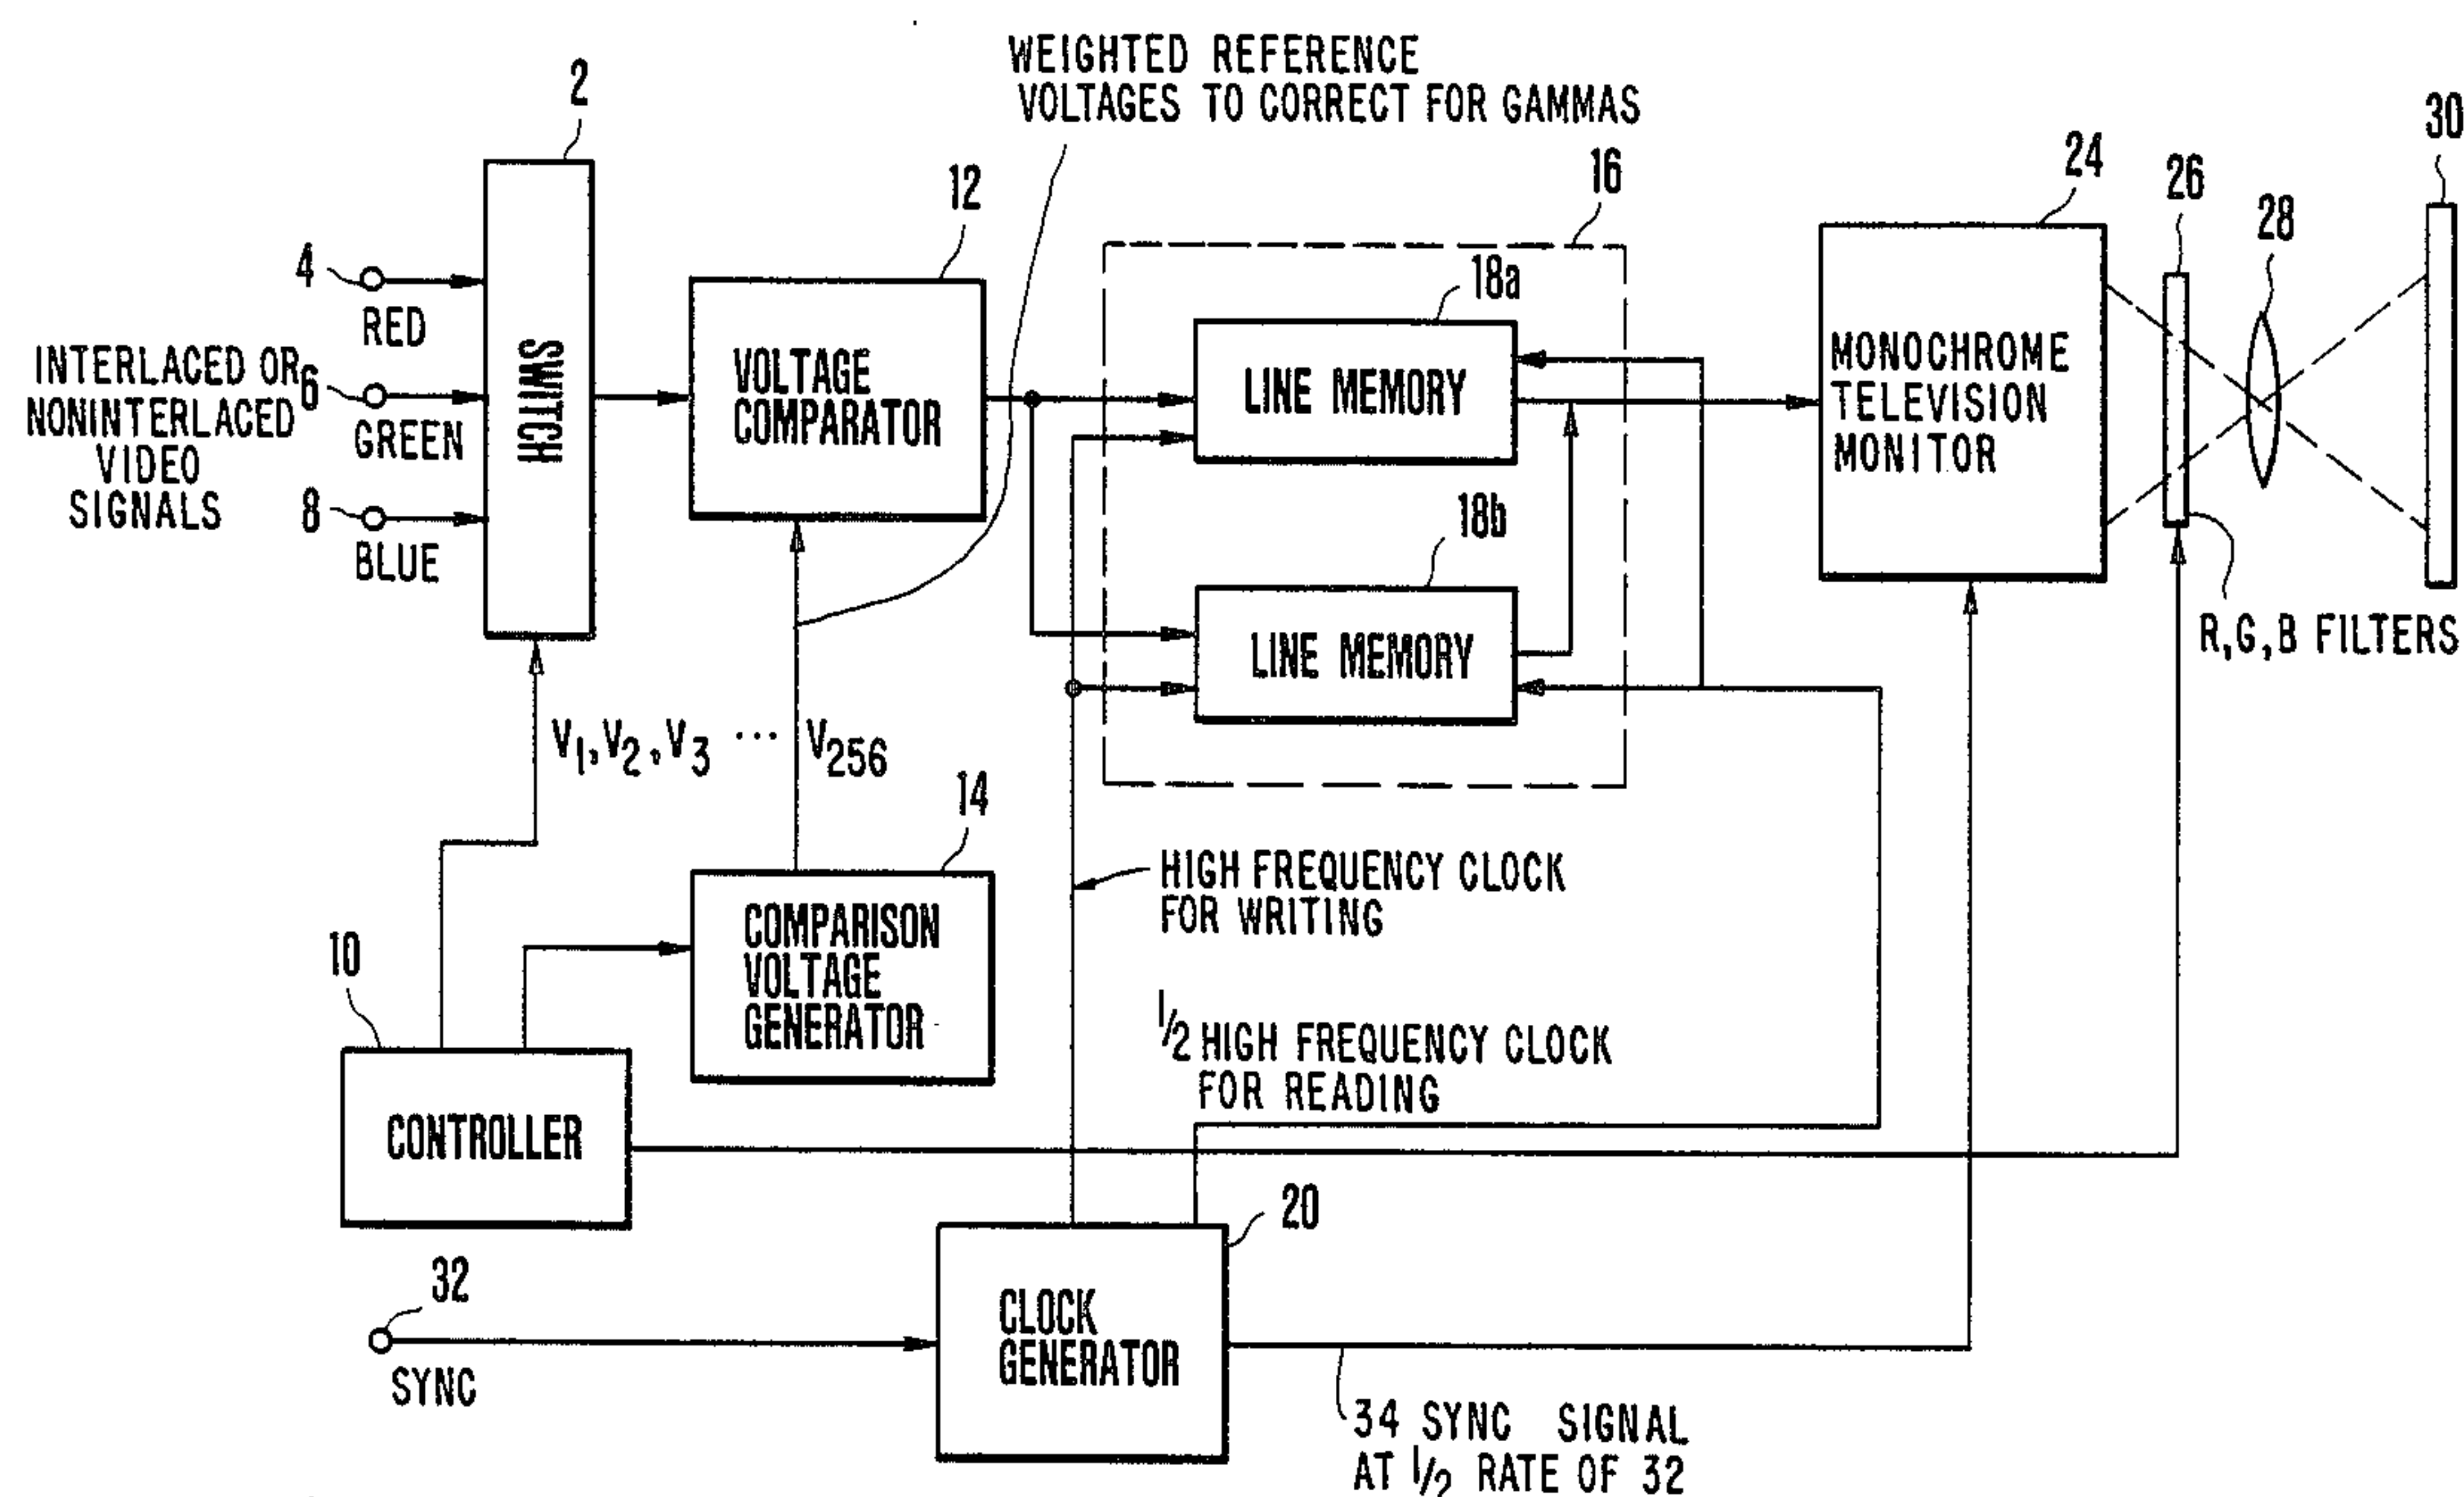 WEIGHTED REFERENCE
VOLTAGES TO CORRECT FOR GAMMAS
2
4
RED
INTERLACED OR
NONINTERLACED
VIDEO
SIGNALS
6
GREEN
8
BLUE
SWITCH
12
VOLTAGE
COMPARATOR
16
18a
LINE MEMORY
18b
LINE MEMORY
24
MONOCHROME
TELEVISION
MONITOR
26
28
30
R,G,B FILTERS
V1,V2,V3 ... V256
14
COMPARISON
VOLTAGE
GENERATOR
HIGH FREQUENCY CLOCK
FOR WRITING
1/2 HIGH FREQUENCY CLOCK
FOR READING
10
CONTROLLER
20
CLOCK
GENERATOR
32
SYNC
34 SYNC SIGNAL
AT 1/2 RATE OF 32